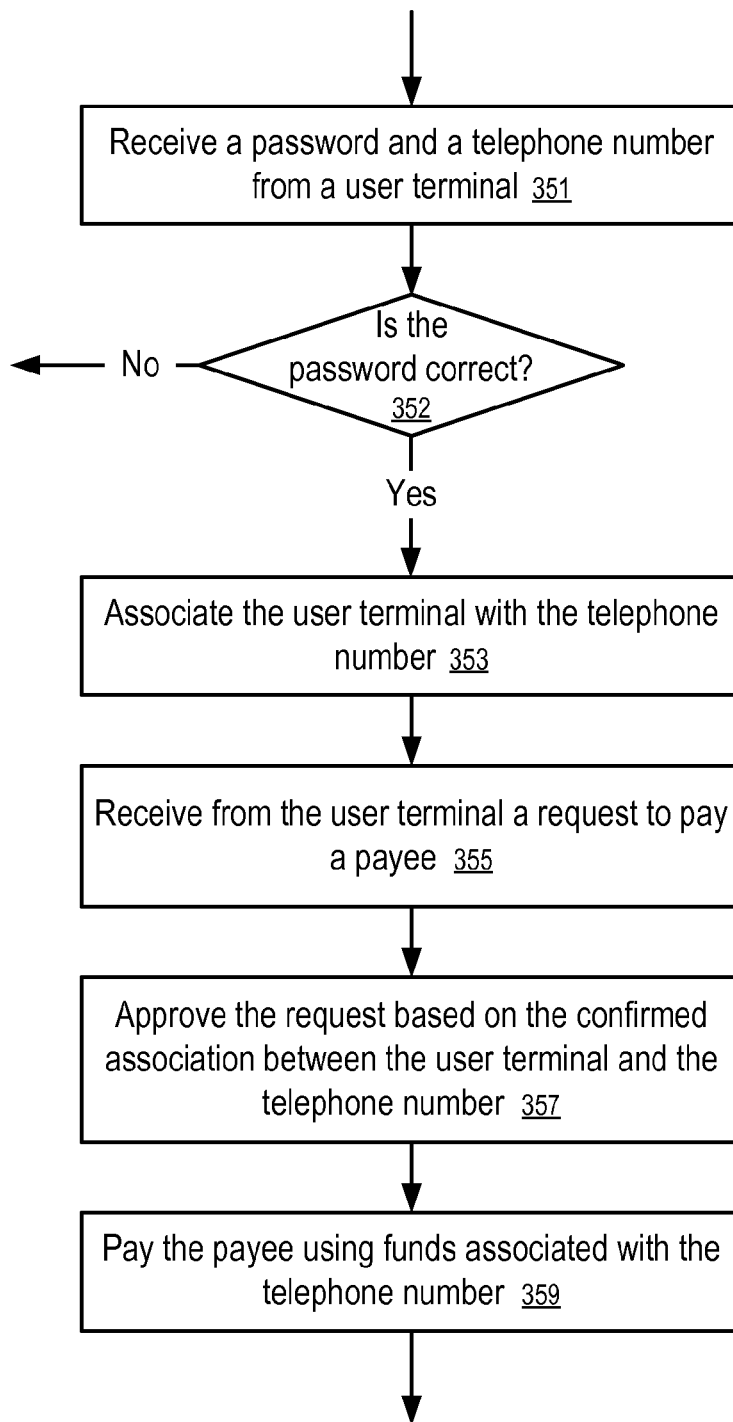 Receive a password and a telephone number
from a user terminal 351
Is the
password correct?
352
No
Yes
Associate the user terminal with the telephone
number 353
Receive from the user terminal a request to pay
a payee 355
Approve the request based on the confirmed
association between the user terminal and the
telephone number 357
Pay the payee using funds associated with the
telephone number 359